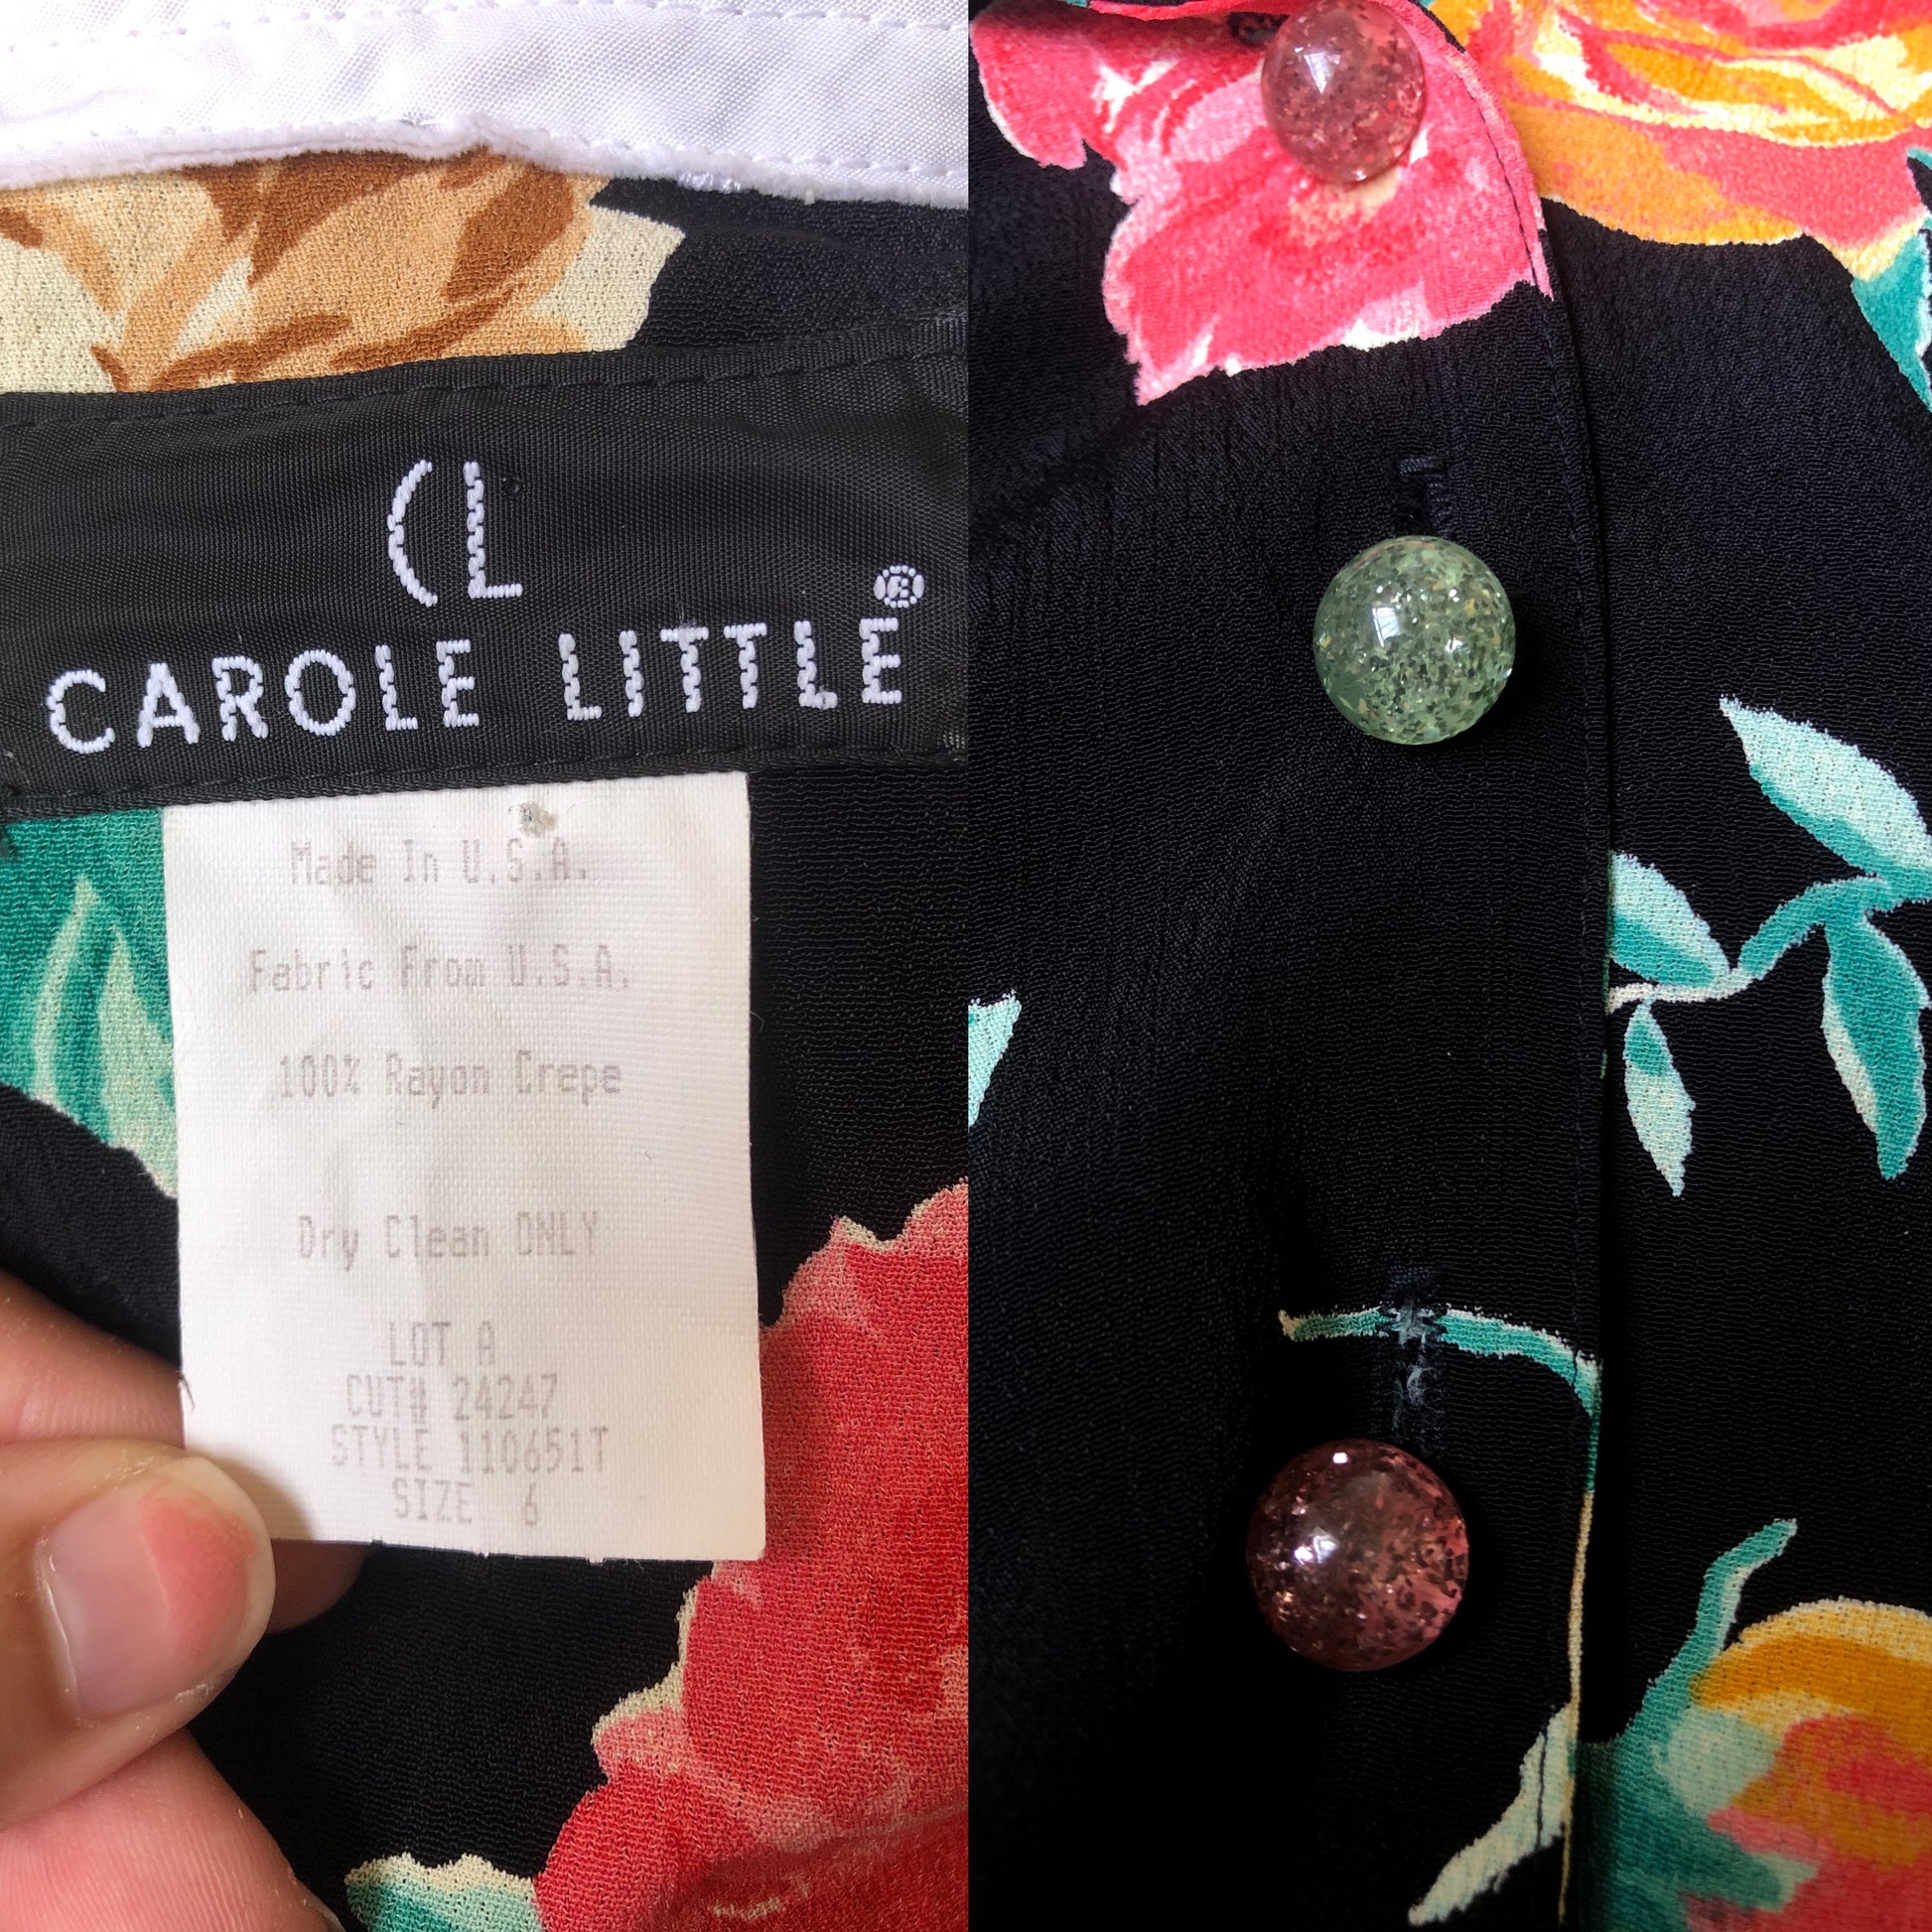 CL
CAROLE LITTLE®
Made In U.S.A.
Fabric From U.S.A.
100% Rayon Crepe
Dry Clean ONLY
LOT A
CUT# 24247
STYLE 110651T
SIZE 6